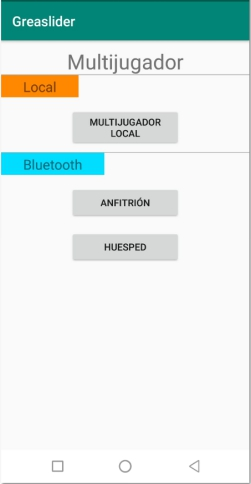 Greaslider
Multijugador
Local
MULTIJUGADOR
LOCAL
Bluetooth
ANFITRIÓN
HUESPED